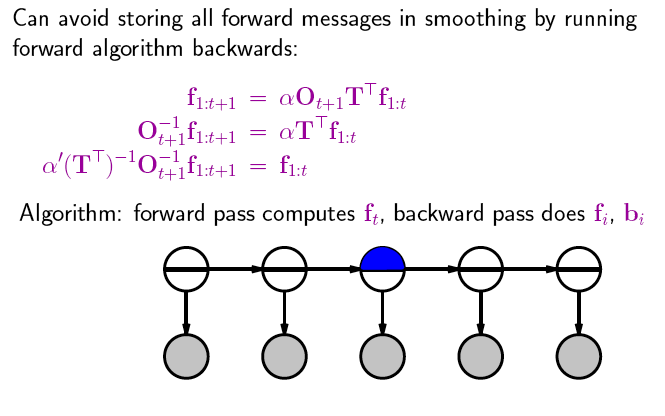 Can avoid storing all forward messages in smoothing by running
forward algorithm backwards:
f₁:ₜ₊₁ = αOₜ₊₁T⊤f₁:ₜ
O⁻¹ₜ₊₁f₁:ₜ₊₁ = αT⊤f₁:ₜ
α′(T⊤)⁻¹O⁻¹ₜ₊₁f₁:ₜ₊₁ = f₁:ₜ
Algorithm: forward pass computes fₜ, backward pass does fᵢ, bᵢ